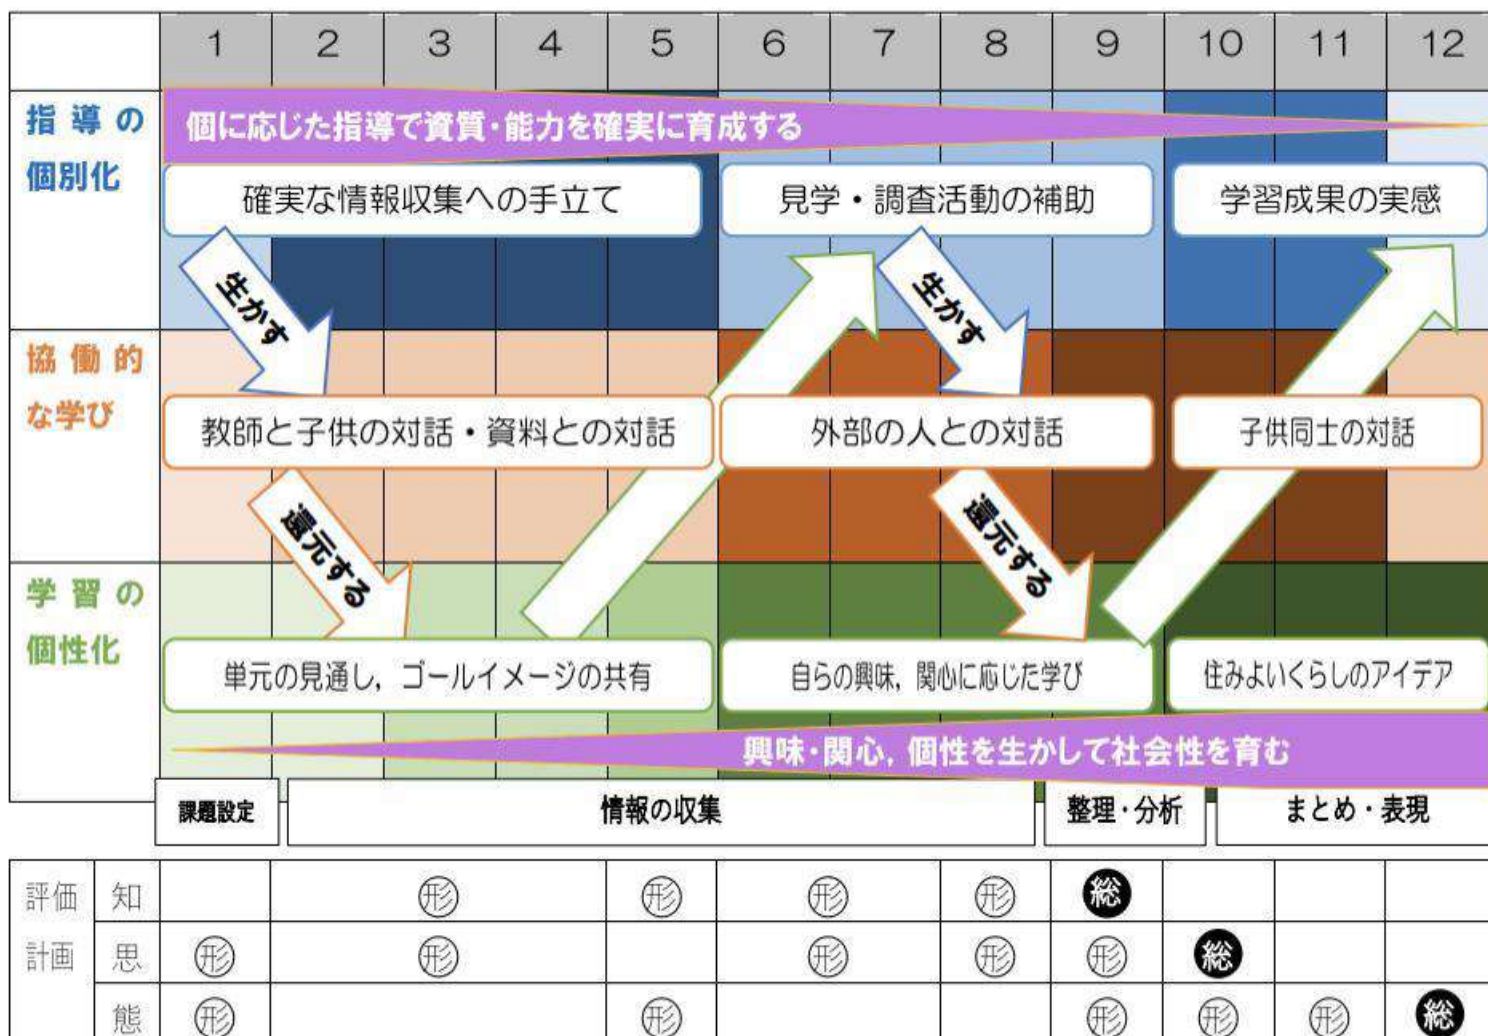 1 2 3 4 5 6 7 8 9 10 11 12
指導の
個別化
個に応じた指導で資質・能力を確実に育成する
確実な情報収集への手立て 見学・調査活動の補助 学習成果の実感
生かす 生かす
協働的
な学び
教師と子供の対話・資料との対話 外部の人との対話 子供同士の対話
還元する 還元する
学習の
個性化
単元の見通し，ゴールイメージの共有 自らの興味，関心に応じた学び 住みよいくらしのアイデア
興味・関心，個性を生かして社会性を育む
課題設定 情報の収集 整理・分析 まとめ・表現
評価 知 形 形 形 形 総
計画 思 形 形 形 形 形 総
態 形 形 形 形 形 総